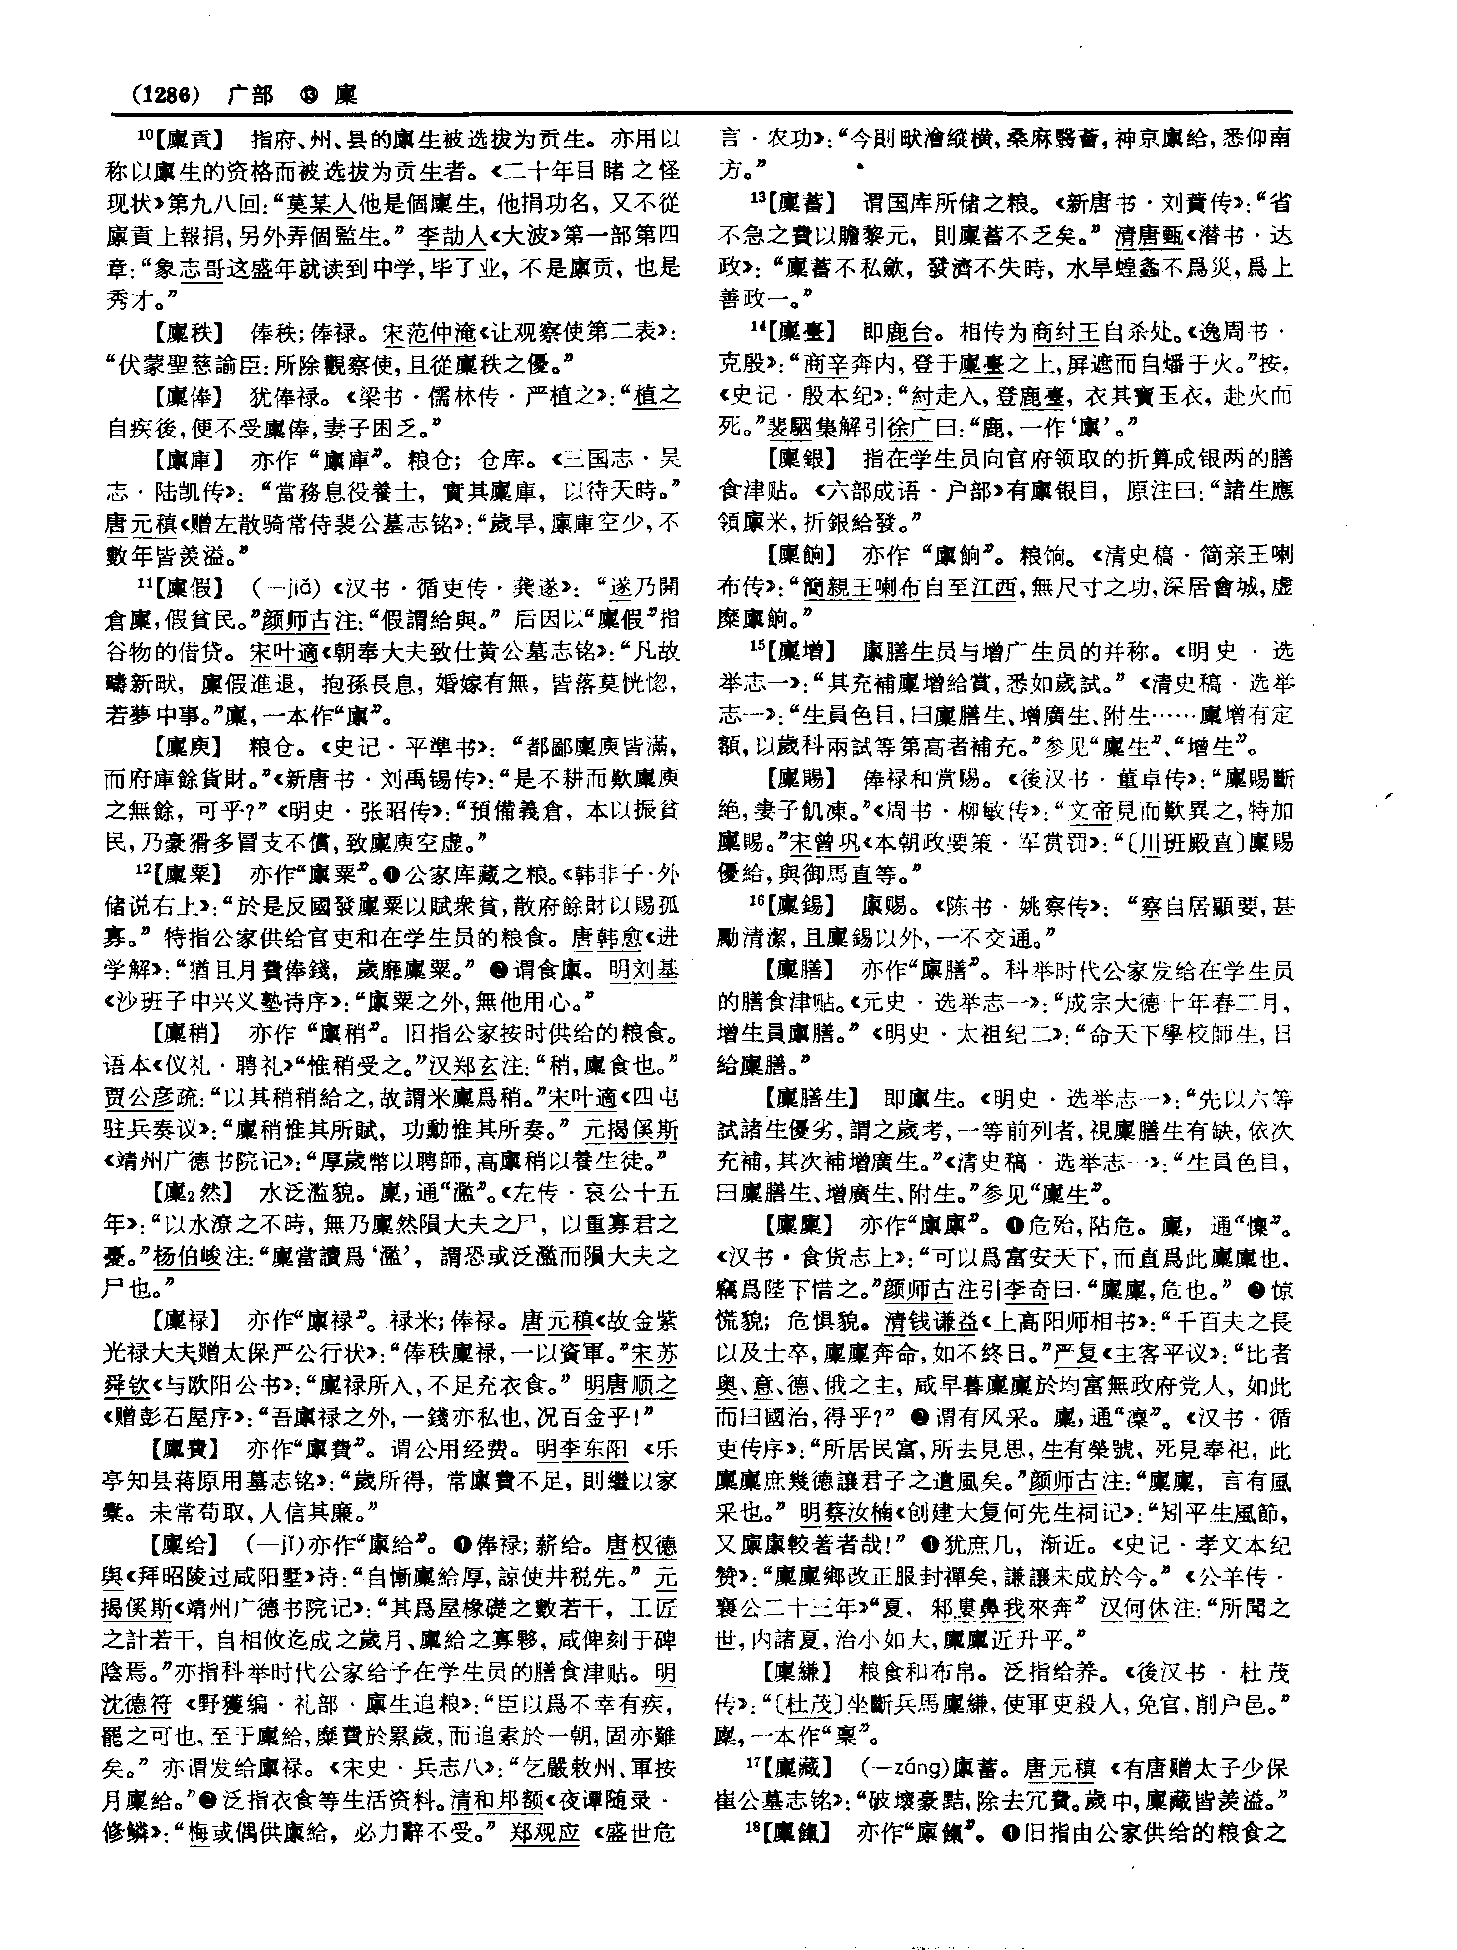 (1286) 广部 ⑬ 廩
¹⁰【廩貢】 指府、州、县的廪生被选拔为贡生。亦用以
称以廪生的资格而被选拔为贡生者。《二十年目睹之怪
现状》第九八回:“莫某人他是個廩生, 他捐功名, 又不從
廩貢上報捐,另外弄個監生。” 李劼人《大波》第一部第四
章:“象志哥这盛年就读到中学,毕了业, 不是廪贡, 也是
秀才。”
【廩秩】 俸秩;俸禄。宋范仲淹《让观察使第二表》:
“伏蒙聖慈諭臣:所除觀察使,且從廩秩之優。”
【廩俸】 犹俸禄。《梁书·儒林传·严植之》:“植之
自疾後,便不受廩俸,妻子困乏。”
【廩庫】 亦作“廪庫”。粮仓; 仓库。《三国志·吴
志·陆凯传》: “當務息役養士, 實其廩庫, 以待天時。”
唐元稹《赠左散骑常侍裴公墓志铭》:“歲旱,廪庫空少,不
數年皆羨溢。”
¹¹【廩假】 (—jiǎ)《汉书·循吏传·龚遂》: “遂乃開
倉廩,假貧民。”颜师古注:“假謂給與。” 后因以“廩假”指
谷物的借贷。宋叶適《朝奉大夫致仕黄公墓志铭》:“凡故
疇新畎, 廩假進退, 抱孫長息, 婚嫁有無, 皆落莫恍惚,
若夢中事。”廩,一本作“廪”。
【廩庾】 粮仓。《史记·平準书》: “都鄙廩庾皆滿,
而府庫餘貨財。”《新唐书·刘禹锡传》:“是不耕而歎廩庾
之無餘, 可乎?”《明史·张昭传》:“預備義倉, 本以振貧
民,乃豪猾多冒支不償,致廩庾空虚。”
¹²【廩粟】 亦作“廪粟”。❶公家库藏之粮。《韩非子·外
储说右上》:“於是反國發廩粟以賦衆貧,散府餘財以賜孤
寡。” 特指公家供给官吏和在学生员的粮食。唐韩愈《进
学解》:“猶且月費俸錢, 歲靡廩粟。” ❷谓食廪。明刘基
《沙班子中兴义塾诗序》:“廪粟之外,無他用心。”
【廩稍】 亦作“廪稍”。旧指公家按时供给的粮食。
语本《仪礼·聘礼》“惟稍受之。”汉郑玄注:“稍,廩食也。”
贾公彦疏:“以其稍稍給之,故謂米廩爲稍。”宋叶適《四屯
驻兵奏议》:“廩稍惟其所賦, 功勳惟其所奏。” 元揭傒斯
《靖州广德书院记》:“厚歲幣以聘師,高廪稍以養生徒。”
【廩₂然】 水泛滥貌。廩,通“濫”。《左传·哀公十五
年》:“以水潦之不時, 無乃廩然隕大夫之尸, 以重寡君之
憂。”杨伯峻注:“廩當讀爲‘濫’, 謂恐或泛濫而隕大夫之
尸也。”
【廩禄】 亦作“廪禄”。禄米;俸禄。唐元稹《故金紫
光禄大夫赠太保严公行状》:“俸秩廩禄,一以資軍。”宋苏
舜钦《与欧阳公书》:“廩禄所入,不足充衣食。” 明唐顺之
《赠彭石屋序》:“吾廪禄之外,一錢亦私也,况百金乎!”
【廩費】 亦作“廪費”。谓公用经费。明李东阳《乐
亭知县蒋原用墓志铭》:“歲所得, 常廪費不足,則繼以家
橐。未常苟取,人信其廉。”
【廩给】 (—jǐ)亦作“廪给”。❶俸禄;薪给。唐权德
舆《拜昭陵过咸阳墅》诗:“自慚廩給厚,諒使井税先。” 元
揭傒斯《靖州广德书院记》:“其爲屋椽礎之數若干, 工匠
之計若干, 自相攸迄成之歲月、廩給之寡夥, 咸俾刻于碑
陰焉。”亦指科举时代公家给予在学生员的膳食津贴。明
沈德符《野獲编·礼部·廪生追粮》:“臣以爲不幸有疾,
罷之可也,至于廩給,糜費於累歲,而追索於一朝,固亦難
矣。” 亦谓发给廪禄。《宋史·兵志八》:“乞嚴敕州、軍按
月廩給。”❷泛指衣食等生活资料。清和邦额《夜谭随录·
修鳞》:“悔或偶供廪給, 必力辭不受。” 郑观应《盛世危
言·农功》:“今則畎澮縱横,桑麻翳薈,神京廪給,悉仰南
方。”
¹³【廩蓄】 谓国库所储之粮。《新唐书·刘蕡传》:“省
不急之費以贍黎元, 則廩蓄不乏矣。” 清唐甄《潜书·达
政》: “廩蓄不私歛, 發濟不失時, 水旱螳螽不爲災,爲上
善政一。”
¹⁴【廩臺】 即鹿台。相传为商纣王自杀处。《逸周书·
克殷》:“商辛奔内,登于廩臺之上,屏遮而自燔于火。”按,
《史记·殷本纪》:“紂走入,登鹿臺, 衣其寶玉衣, 赴火而
死。”裴駰集解引徐广曰:“鹿,一作‘廪’。”
【廩銀】 指在学生员向官府领取的折算成银两的膳
食津贴。《六部成语·户部》有廪银目, 原注曰:“諸生應
領廪米,折銀給發。”
【廩餉】 亦作“廪餉”。粮饷。《清史稿·简亲王喇
布传》:“簡親王喇布自至江西,無尺寸之功,深居會城,虚
糜廪餉。”
¹⁵【廩增】 廪膳生员与增广生员的并称。《明史·选
举志一》:“其充補廩增給賞,悉如歲試。”《清史稿·选举
志一》:“生員色目,曰廩膳生、增廣生、附生……廩增有定
額,以歲科兩試等第高者補充。”参见“廩生”、“增生”。
【廩賜】 俸禄和赏赐。《後汉书·董卓传》:“廩賜斷
絶,妻子飢凍。”《周书·柳敏传》:“文帝見而歎異之,特加
廩賜。”宋曾巩《本朝政要策·军赏罚》:“〔川班殿直〕廩賜
優給,與御馬直等。”
¹⁶【廩錫】 廪赐。《陈书·姚察传》: “察自居顯要,甚
勵清潔,且廩錫以外,一不交通。”
【廩膳】 亦作“廪膳”。科举时代公家发给在学生员
的膳食津贴。《元史·选举志一》:“成宗大德十年春二月,
增生員廪膳。”《明史·太祖纪二》:“命天下學校師生,日
給廩膳。”
【廩膳生】 即廪生。《明史·选举志一》:“先以六等
試諸生優劣,謂之歲考,一等前列者,視廩膳生有缺,依次
充補,其次補增廣生。”《清史稿·选举志一》:“生員色目,
曰廩膳生、增廣生、附生。”参见“廩生”。
【廩廩】 亦作“廪廪”。❶危殆,阽危。廩, 通“懍”。
《汉书·食货志上》:“可以爲富安天下,而直爲此廩廩也,
竊爲陛下惜之。”颜师古注引李奇曰:“廩廩,危也。” ❷惊
慌貌; 危惧貌。清钱谦益《上高阳师相书》:“千百夫之長
以及士卒,廩廩奔命,如不終日。”严复《主客平议》:“比者
奥、意、德、俄之主, 咸早暮廩廩於均富無政府党人, 如此
而曰國治,得乎?” ❸谓有风采。廩,通“凜”。《汉书·循
吏传序》:“所居民富,所去見思,生有榮號, 死見奉祀, 此
廩廩庶幾德讓君子之遺風矣。”颜师古注:“廩廩, 言有風
采也。” 明蔡汝楠《创建大复何先生祠记》:“矧平生風節,
又廪廪較著者哉!” ❹犹庶几, 渐近。《史记·孝文本纪
赞》:“廩廩鄉改正服封禪矣,謙讓未成於今。”《公羊传·
襄公二十三年》“夏, 邾婁鼻我來奔” 汉何休注:“所聞之
世,内諸夏,治小如大,廩廩近升平。”
【廩縑】 粮食和布帛。泛指给养。《後汉书·杜茂
传》:“〔杜茂〕坐斷兵馬廩縑,使軍吏殺人,免官,削户邑。”
廩,一本作“稟”。
¹⁷【廩藏】 (—zàng)廪蓄。唐元稹《有唐赠太子少保
崔公墓志铭》:“破壞豪黠,除去冗費。歲中,廩藏皆羨溢。”
¹⁸【廩餼】 亦作“廪餼”。❶旧指由公家供给的粮食之